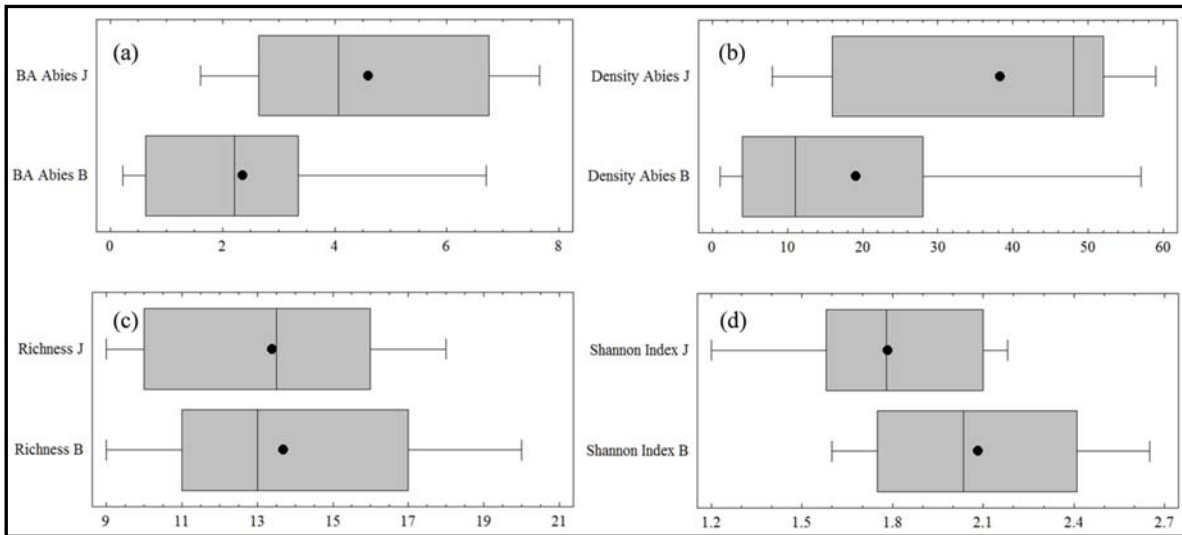 (a)
BA Abies J
BA Abies B
0 2 4 6 8
(b)
Density Abies J
Density Abies B
0 10 20 30 40 50 60
(c)
Richness J
Richness B
9 11 13 15 17 19 21
(d)
Shannon Index J
Shannon Index B
1.2 1.5 1.8 2.1 2.4 2.7